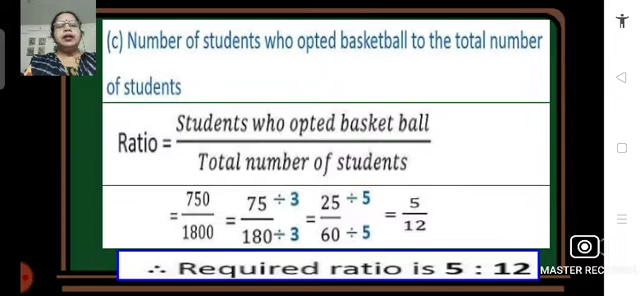 (c) Number of students who opted basketball to the total number
of students
Ratio = Students who opted basket ball / Total number of students
= 750/1800 = 75 ÷ 3/180 ÷ 3 = 25 ÷ 5/60 ÷ 5 = 5/12
∴ Required ratio is 5 : 12
MASTER RECORDER